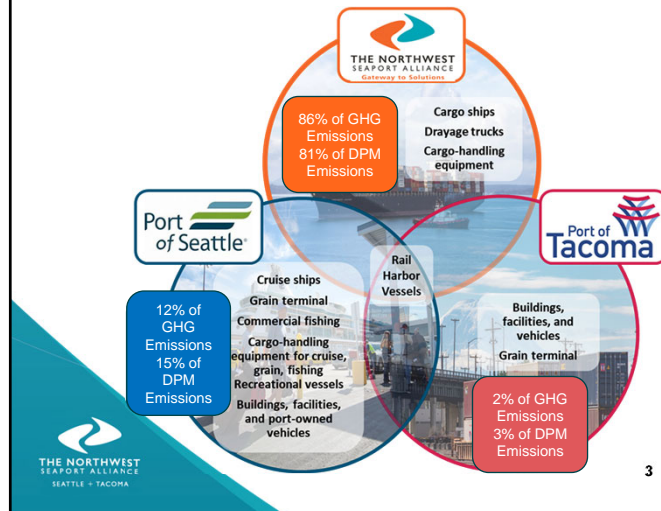 THE NORTHWEST
SEAPORT ALLIANCE
Gateway to Solutions
86% of GHG
Emissions
81% of DPM
Emissions
Cargo ships
Drayage trucks
Cargo-handling
equipment
Port
of Seattle®
Port of
Tacoma
Rail
Harbor
Vessels
Cruise ships
Grain terminal
Commercial fishing
Cargo-handling
equipment for cruise,
grain, fishing
Recreational vessels
Buildings, facilities,
and port-owned
vehicles
12% of
GHG
Emissions
15% of
DPM
Emissions
Buildings,
facilities, and
vehicles
Grain terminal
2% of GHG
Emissions
3% of DPM
Emissions
THE NORTHWEST
SEAPORT ALLIANCE
SEATTLE + TACOMA
3